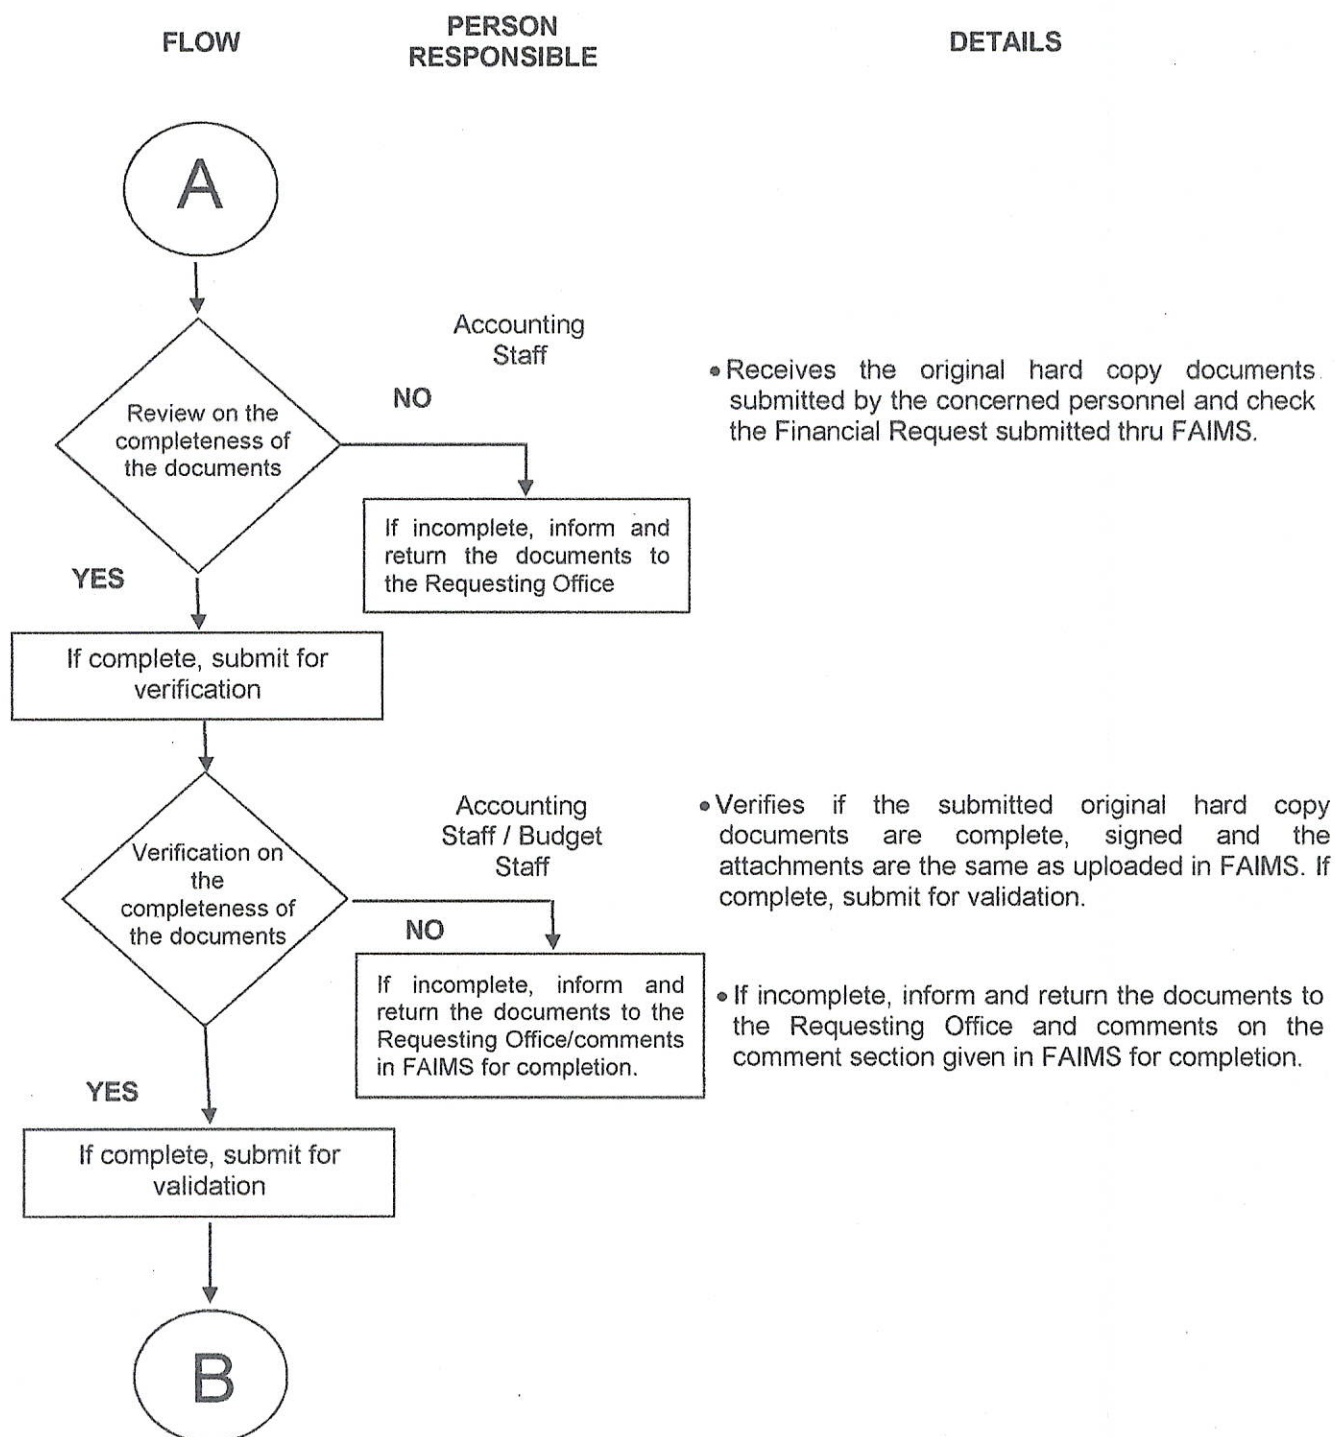 FLOW
PERSON
RESPONSIBLE
DETAILS
A
Accounting
Staff
NO
Review on the
completeness of
the documents
• Receives the original hard copy documents
submitted by the concerned personnel and check
the Financial Request submitted thru FAIMS.
If incomplete, inform and
return the documents to
the Requesting Office
YES
If complete, submit for
verification
Accounting
Staff / Budget
Staff
Verification on
the
completeness of
the documents
NO
• Verifies if the submitted original hard copy
documents are complete, signed and the
attachments are the same as uploaded in FAIMS. If
complete, submit for validation.
If incomplete, inform and
return the documents to the
Requesting Office/comments
in FAIMS for completion.
• If incomplete, inform and return the documents to
the Requesting Office and comments on the
comment section given in FAIMS for completion.
YES
If complete, submit for
validation
B